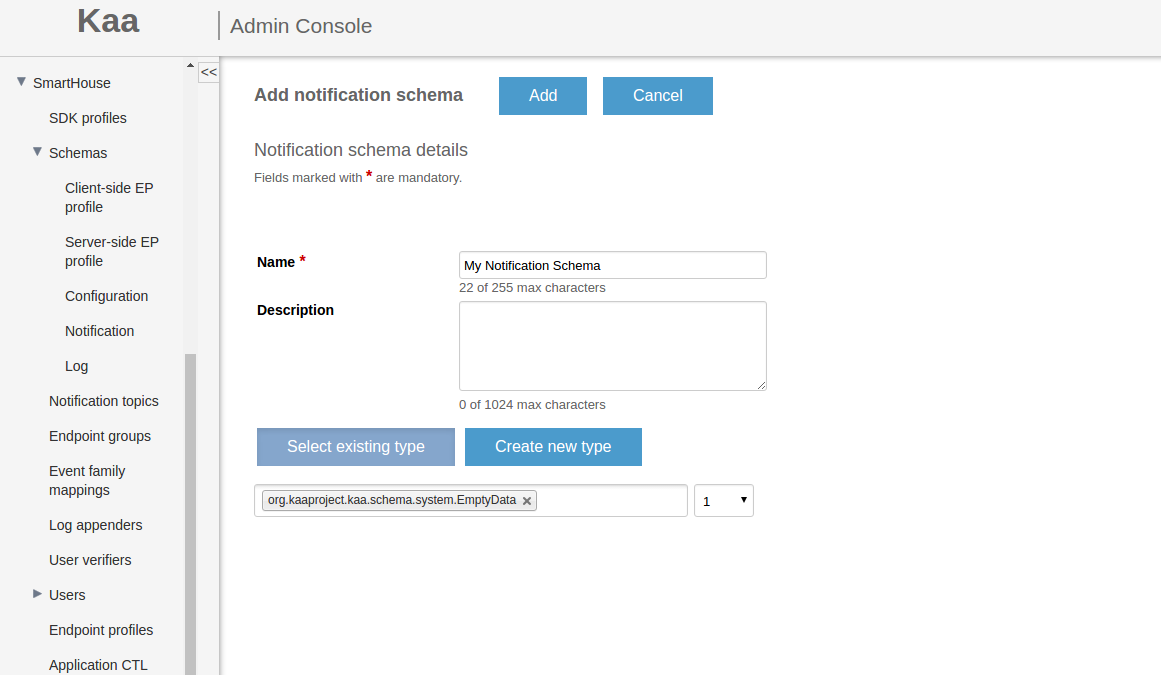 Kaa
Admin Console
<<
SmartHouse
SDK profiles
Schemas
Client-side EP
profile
Server-side EP
profile
Configuration
Notification
Log
Notification topics
Endpoint groups
Event family
mappings
Log appenders
User verifiers
Users
Endpoint profiles
Application CTL
Add notification schema
Add
Cancel
Notification schema details
Fields marked with * are mandatory.
Name *
My Notification Schema
22 of 255 max characters
Description
0 of 1024 max characters
Select existing type
Create new type
org.kaaproject.kaa.schema.system.EmptyData
1